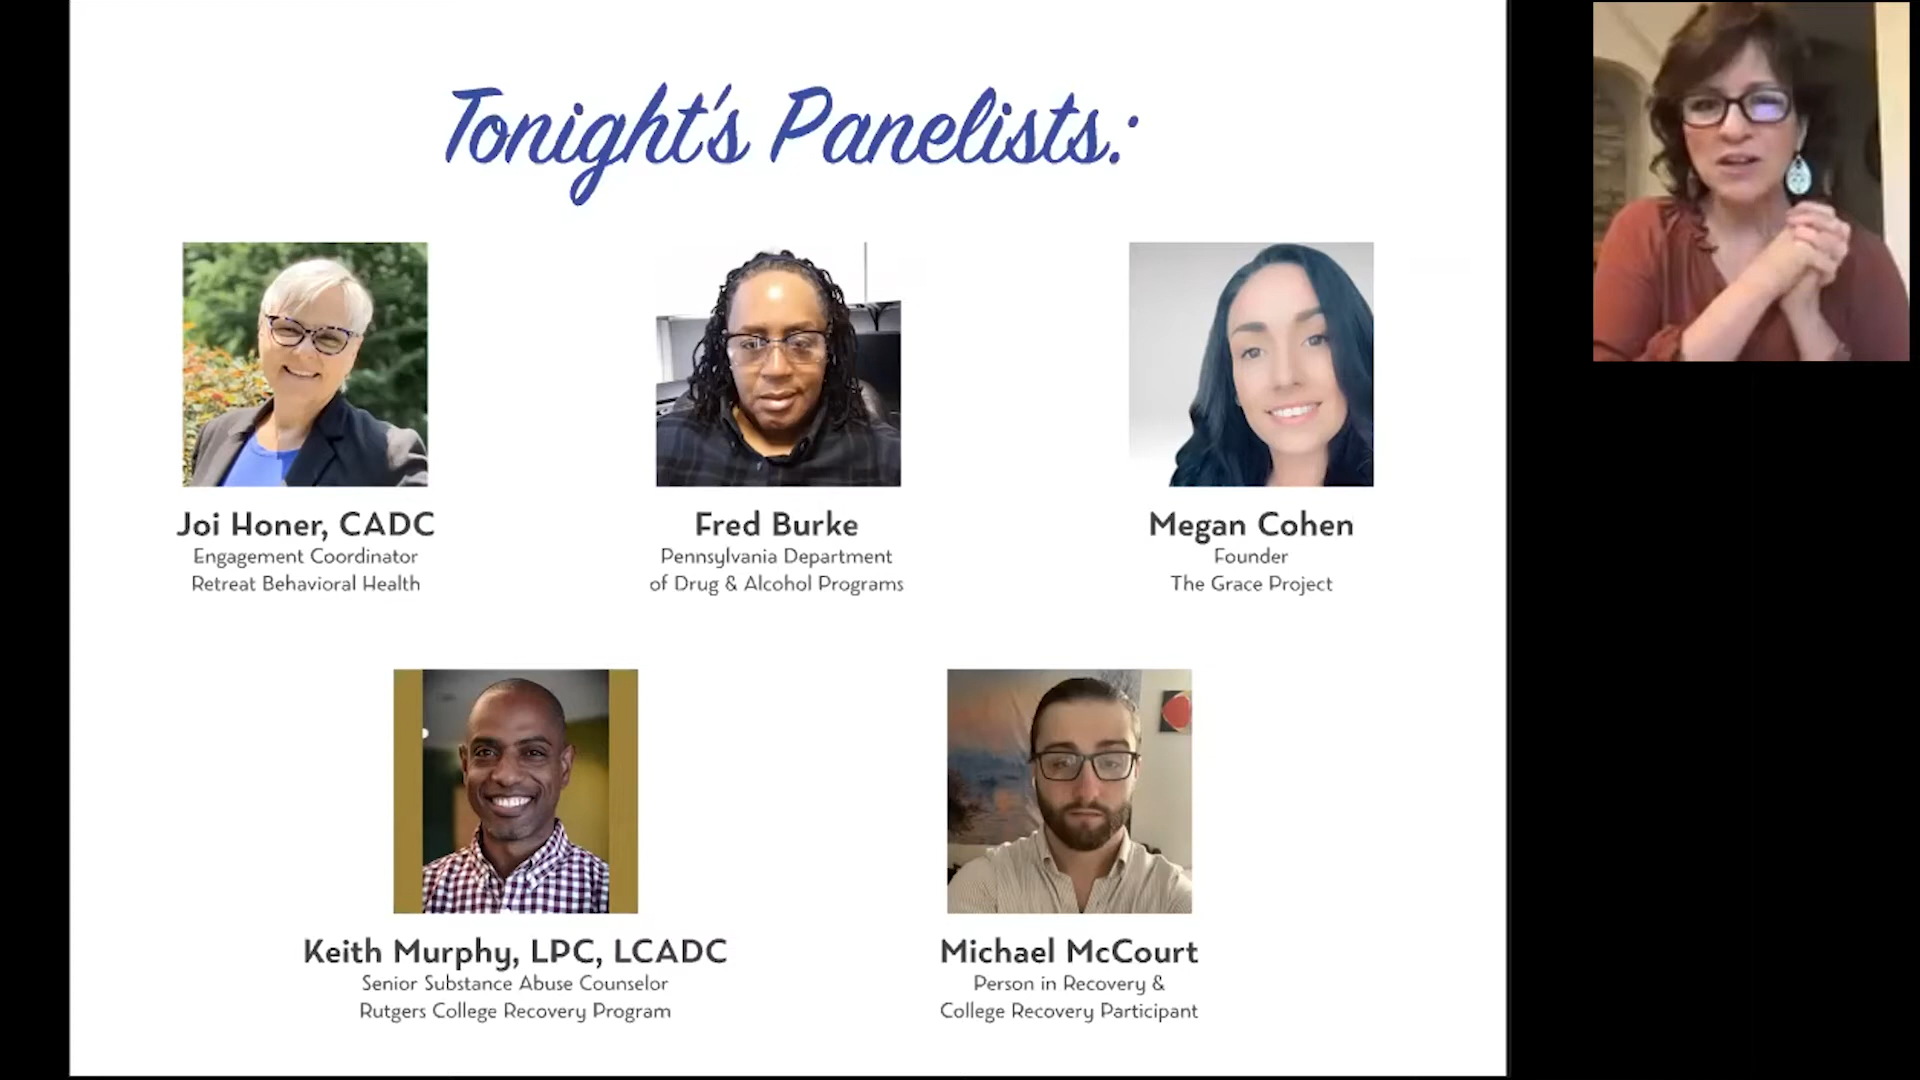 Tonight's Panelists:
Joi Honer, CADC
Engagement Coordinator
Retreat Behavioral Health
Fred Burke
Pennsylvania Department
of Drug & Alcohol Programs
Megan Cohen
Founder
The Grace Project
Keith Murphy, LPC, LCADC
Senior Substance Abuse Counselor
Rutgers College Recovery Program
Michael McCourt
Person in Recovery &
College Recovery Participant